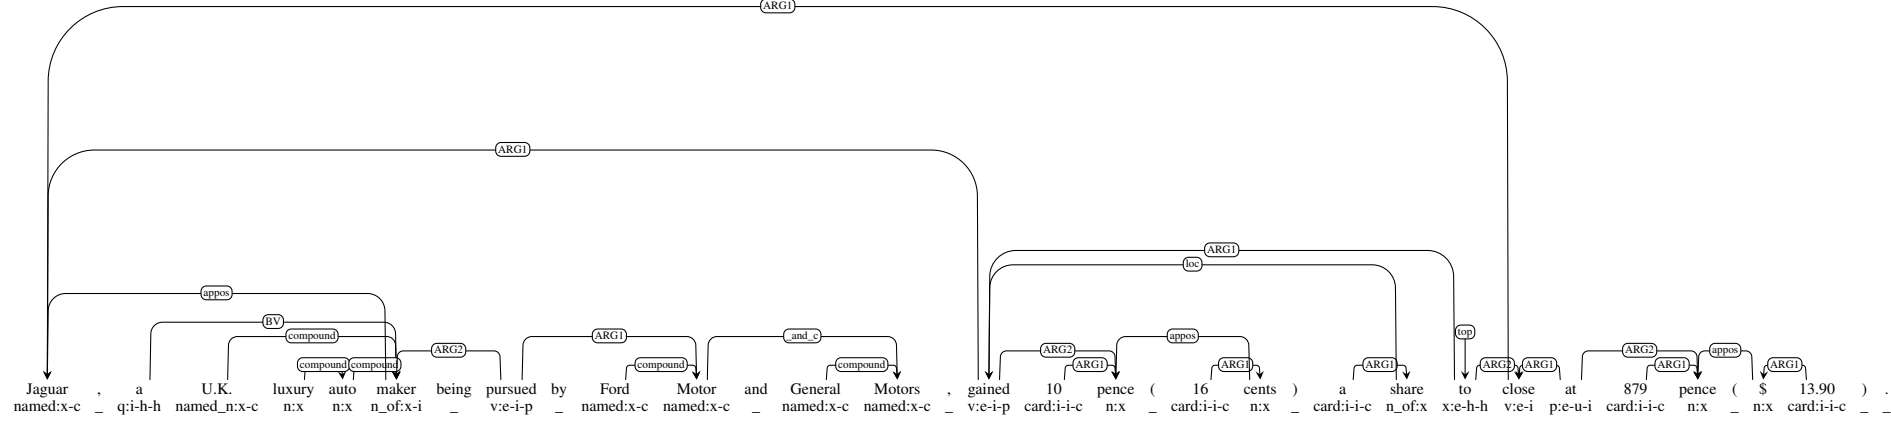 ARG1
ARG1
ARG1
loc
appos
BV
compound ARG1 _and_c appos top
ARG2 ARG2 ARG2 appos
compound compound compound compound ARG1 ARG1 ARG1 ARG2 ARG1 ARG1 ARG1
Jaguar , a U.K. luxury auto maker being pursued by Ford Motor and General Motors , gained 10 pence ( 16 cents ) a share to close at 879 pence ( $ 13.90 ) .
named:x-c _ q:i-h-h named_n:x-c n:x n:x n_of:x-i _ v:e-i-p _ named:x-c named:x-c _ named:x-c named:x-c _ v:e-i-p card:i-i-c n:x _ card:i-i-c n:x _ card:i-i-c n_of:x x:e-h-h v:e-i p:e-u-i card:i-i-c n:x _ n:x card:i-i-c _ _